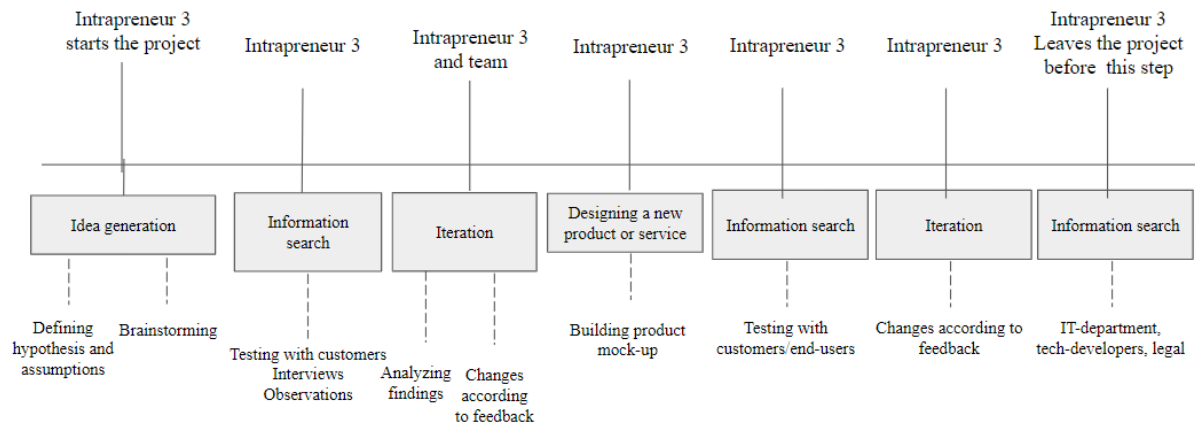 Intrapreneur 3
starts the project
Intrapreneur 3
Intrapreneur 3
and team
Intrapreneur 3
Intrapreneur 3
Intrapreneur 3
Intrapreneur 3
Leaves the project
before this step
Idea generation
Information
search
Iteration
Designing a new
product or service
Information search
Iteration
Information search
Defining
hypothesis and
assumptions
Brainstorming
Testing with customers
Interviews
Observations
Analyzing
findings
Changes
according
to feedback
Building product
mock-up
Testing with
customers/end-users
Changes according to
feedback
IT-department,
tech-developers, legal